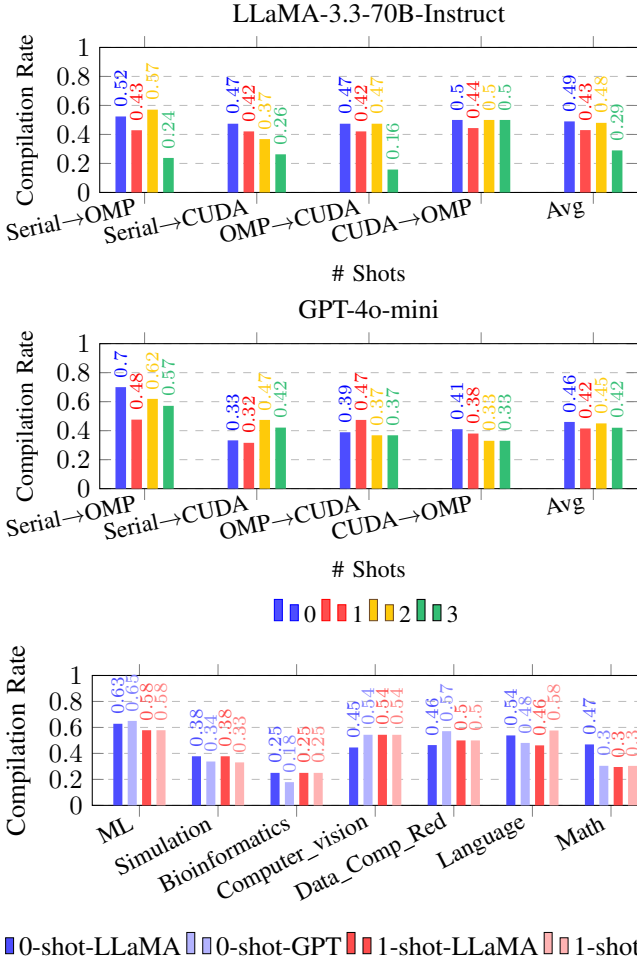 LLaMA-3.3-70B-Instruct
Compilation Rate
1
0.8
0.6
0.4
0.2
0
0.52 0.43 0.57 0.24
0.47 0.42 0.37 0.26
0.47 0.42 0.47 0.16
0.5 0.44 0.5 0.5
0.49 0.43 0.48 0.29
Serial→OMP Serial→CUDA OMP→CUDA CUDA→OMP Avg
# Shots
GPT-4o-mini
Compilation Rate
1
0.8
0.6
0.4
0.2
0
0.7 0.48 0.62 0.57
0.33 0.32 0.47 0.42
0.39 0.47 0.37 0.37
0.41 0.38 0.33 0.33
0.46 0.42 0.45 0.42
Serial→OMP Serial→CUDA OMP→CUDA CUDA→OMP Avg
# Shots
0 1 2 3
Compilation Rate
1
0.8
0.6
0.4
0.2
0
0.63 0.65 0.58 0.58
0.38 0.34 0.38 0.33
0.25 0.18 0.25 0.25
0.45 0.54 0.54 0.54
0.46 0.57 0.5 0.5
0.54 0.48 0.46 0.58
0.47 0.3 0.3 0.3
ML Simulation Bioinformatics Computer_vision Data_Comp_Red Language Math
0-shot-LLaMA 0-shot-GPT 1-shot-LLaMA 1-shot